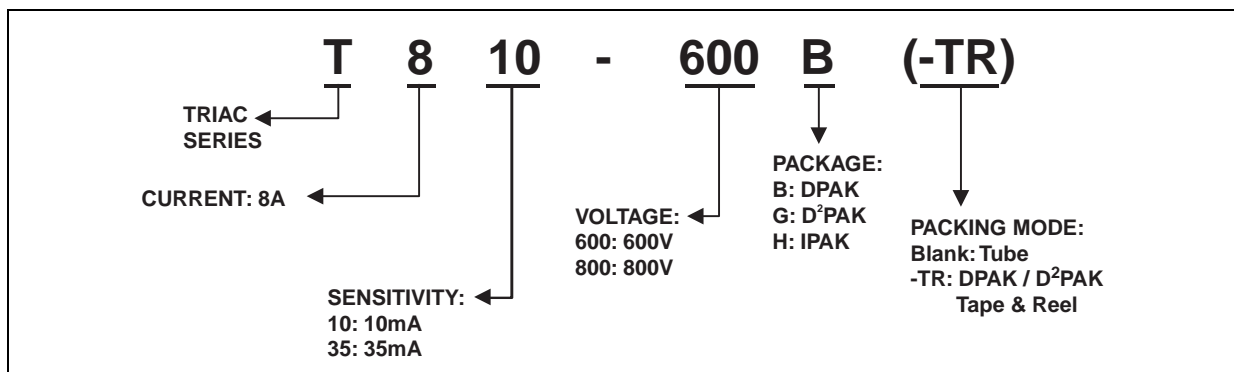 T 8 10 - 600 B (-TR)
TRIAC
SERIES
CURRENT: 8A
SENSITIVITY:
10: 10mA
35: 35mA
VOLTAGE:
600: 600V
800: 800V
PACKAGE:
B: DPAK
G: D²PAK
H: IPAK
PACKING MODE:
Blank: Tube
-TR: DPAK / D²PAK
Tape & Reel